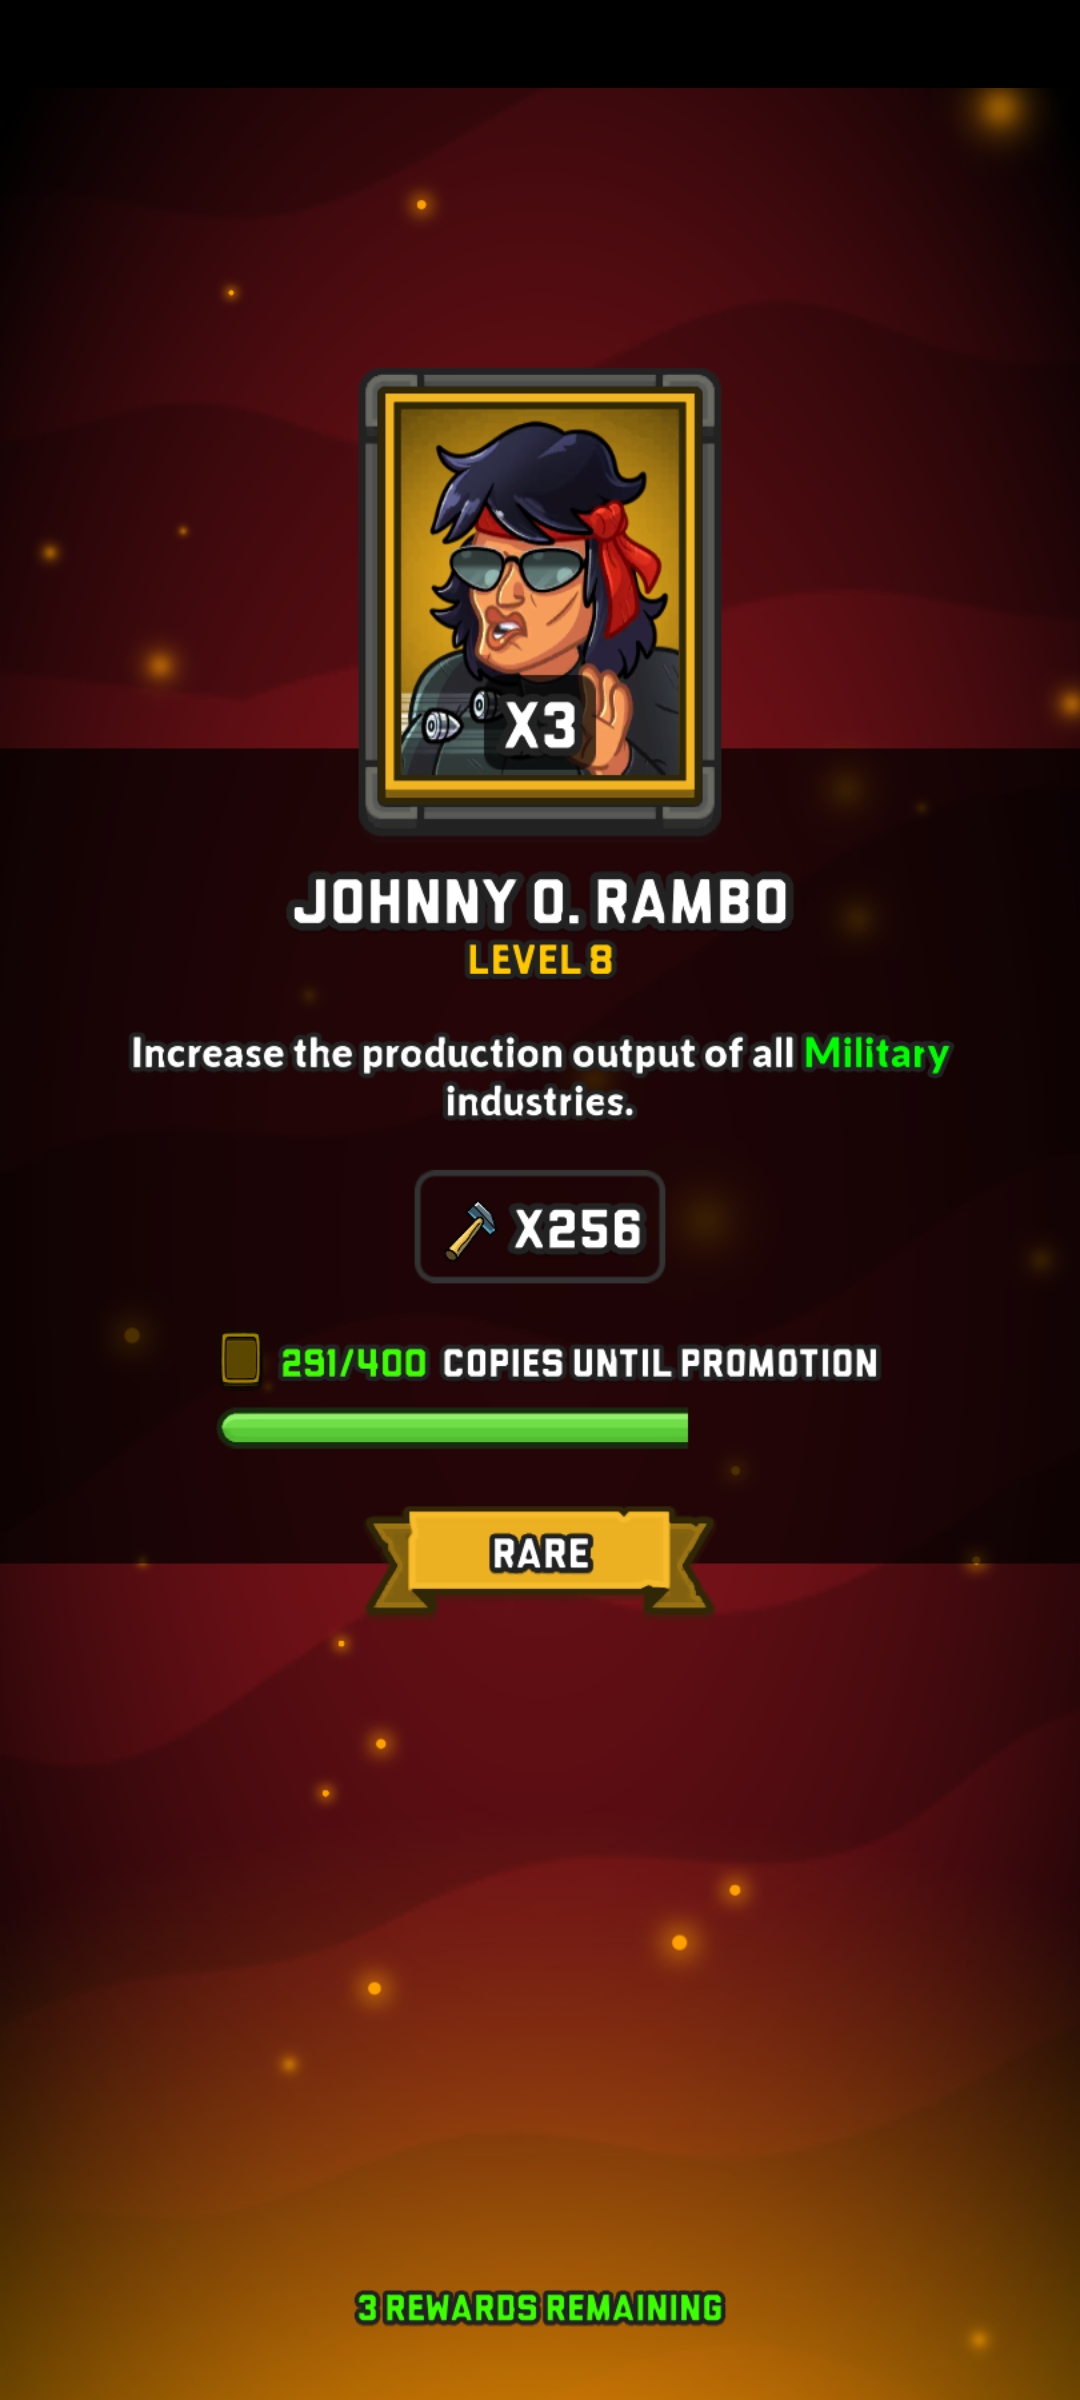 X3
JOHNNY O. RAMBO
LEVEL 8
Increase the production output of all Military
industries.
X256
291/400 COPIES UNTIL PROMOTION
RARE
3 REWARDS REMAINING